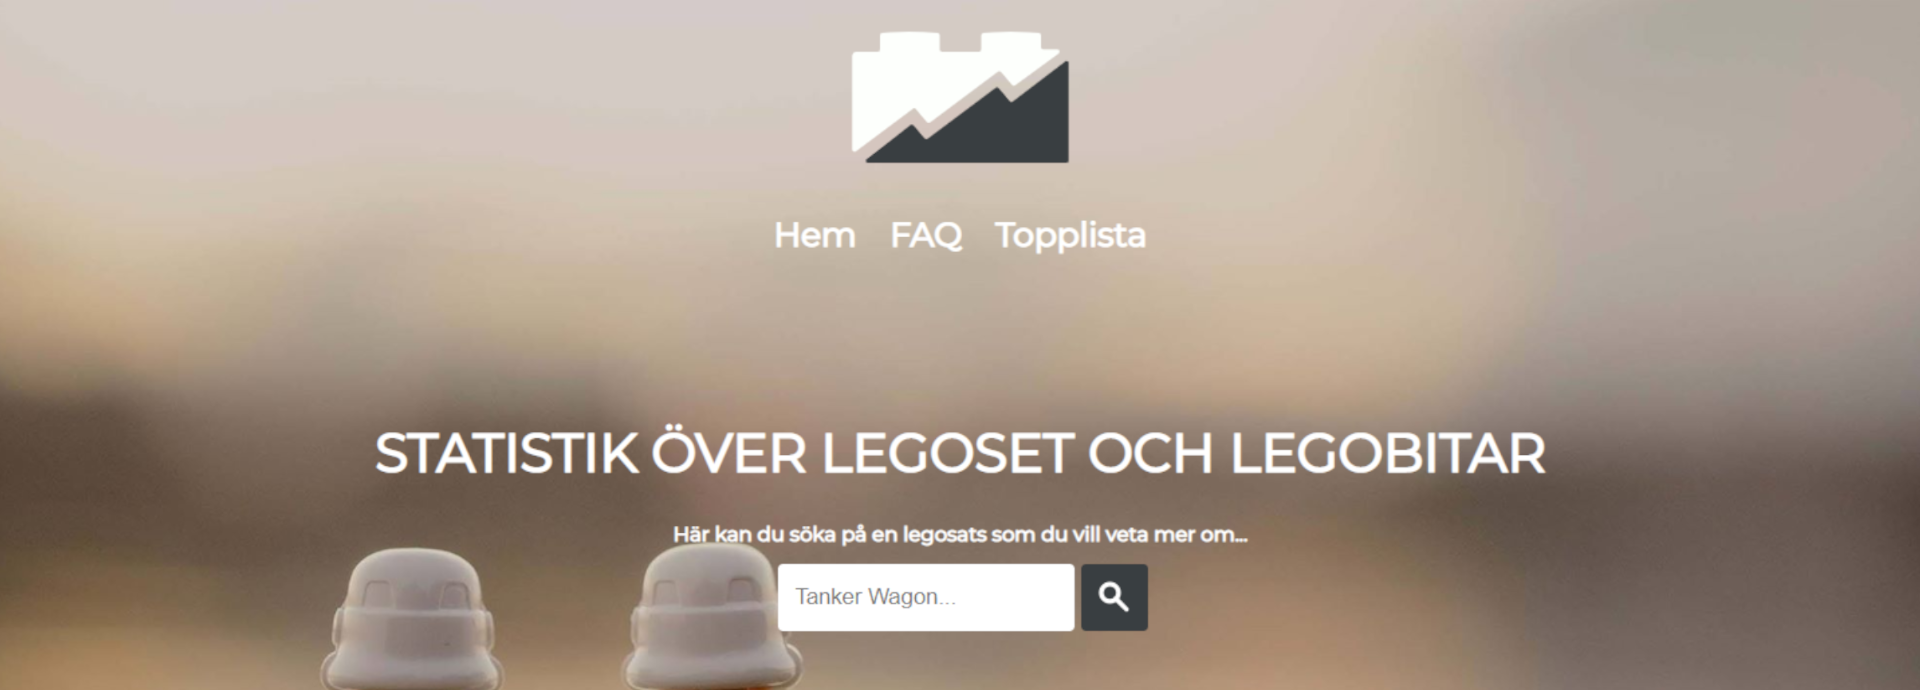 Hem FAQ Topplista
STATISTIK ÖVER LEGOSET OCH LEGOBITAR
Här kan du söka på en legosats som du vill veta mer om...
Tanker Wagon...